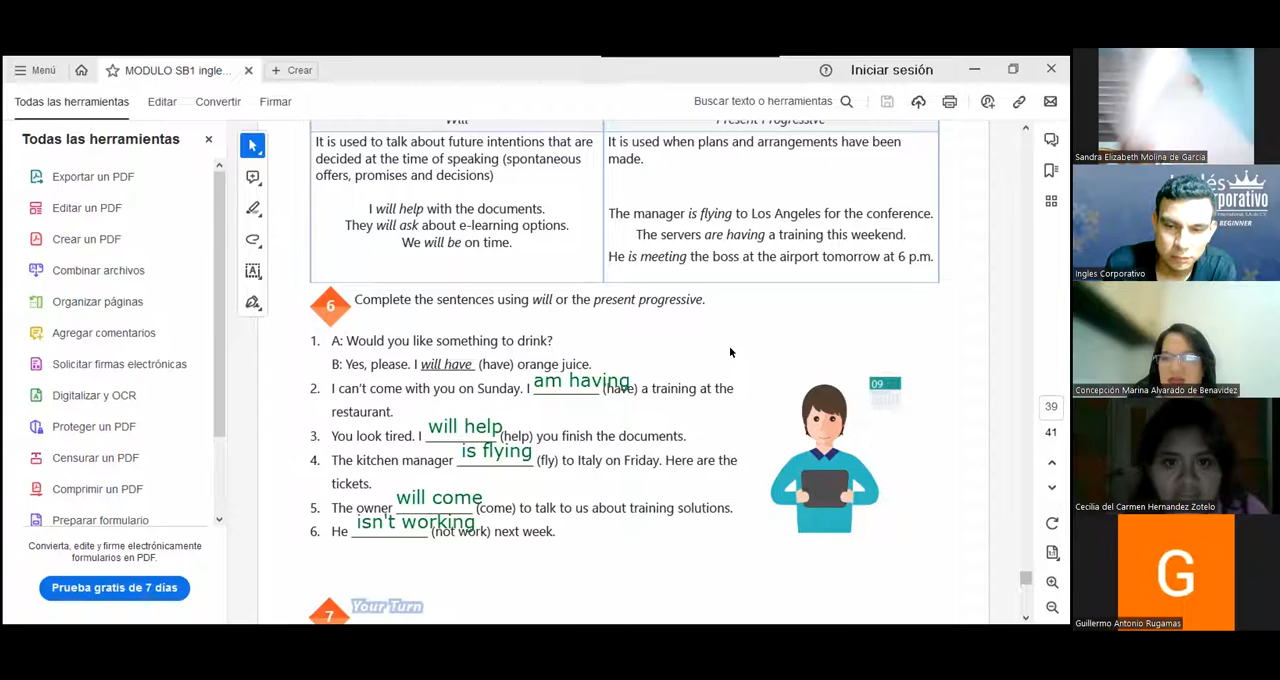 Menú
MODULO SB1 ingle...
Crear
Iniciar sesión
Todas las herramientas
Editar
Convertir
Firmar
Buscar texto o herramientas
Todas las herramientas
Exportar un PDF
Editar un PDF
Crear un PDF
Combinar archivos
Organizar páginas
Agregar comentarios
Solicitar firmas electrónicas
Digitalizar y OCR
Proteger un PDF
Censurar un PDF
Comprimir un PDF
Preparar formulario
Convierta, edite y firme electrónicamente
formularios en PDF.
Prueba gratis de 7 días
Will
It is used to talk about future intentions that are
decided at the time of speaking (spontaneous
offers, promises and decisions)
I will help with the documents.
They will ask about e-learning options.
We will be on time.
Present Progressive
It is used when plans and arrangements have been
made.
The manager is flying to Los Angeles for the conference.
The servers are having a training this weekend.
He is meeting the boss at the airport tomorrow at 6 p.m.
6 Complete the sentences using will or the present progressive.
1. A: Would you like something to drink?
B: Yes, please. I will have (have) orange juice.
2. I can't come with you on Sunday. I am having (have) a training at the
restaurant.
3. You look tired. I will help (help) you finish the documents.
4. The kitchen manager is flying (fly) to Italy on Friday. Here are the
tickets.
5. The owner will come (come) to talk to us about training solutions.
6. He isn't working (not work) next week.
09
7 Your Turn
39
41
Sandra Elizabeth Molina de Garcia
BEGINNER
Ingles Corporativo
Concepción Marina Alvarado de Benavidez
Cecilia del Carmen Hernandez Zotelo
G
Guillermo Antonio Rugamas